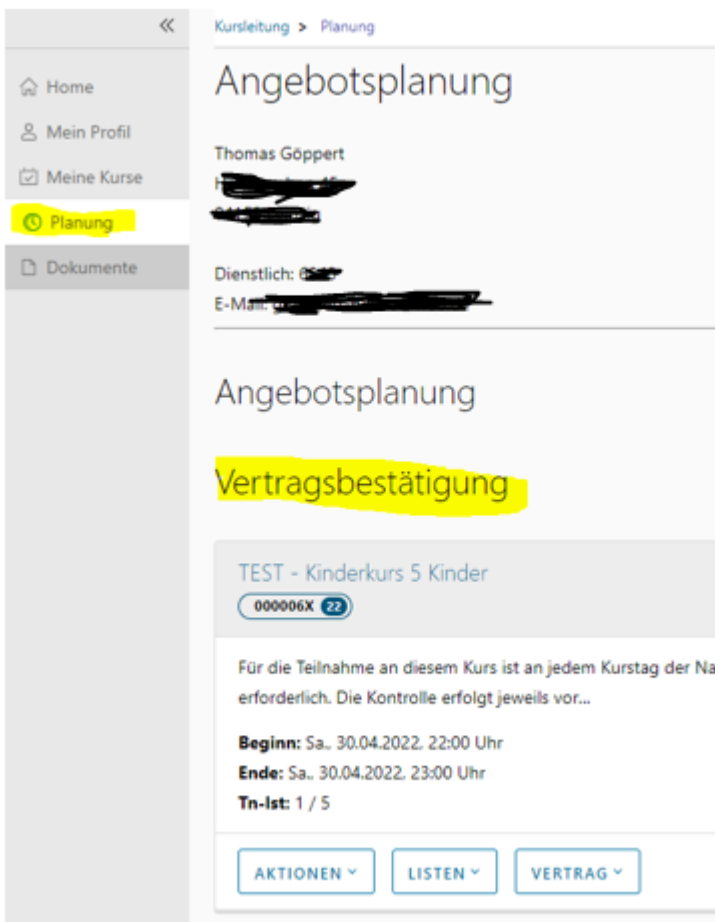 Kursleitung > Planung
Home
Mein Profil
Meine Kurse
Planung
Dokumente
Angebotsplanung
Thomas Göppert
Dienstlich:
E-Mail:
Angebotsplanung
Vertragsbestätigung
TEST - Kinderkurs 5 Kinder
000006X 22
Für die Teilnahme an diesem Kurs ist an jedem Kurstag der Na
erforderlich. Die Kontrolle erfolgt jeweils vor...
Beginn: Sa., 30.04.2022, 22:00 Uhr
Ende: Sa., 30.04.2022, 23:00 Uhr
Tn-Ist: 1 / 5
AKTIONEN LISTEN VERTRAG